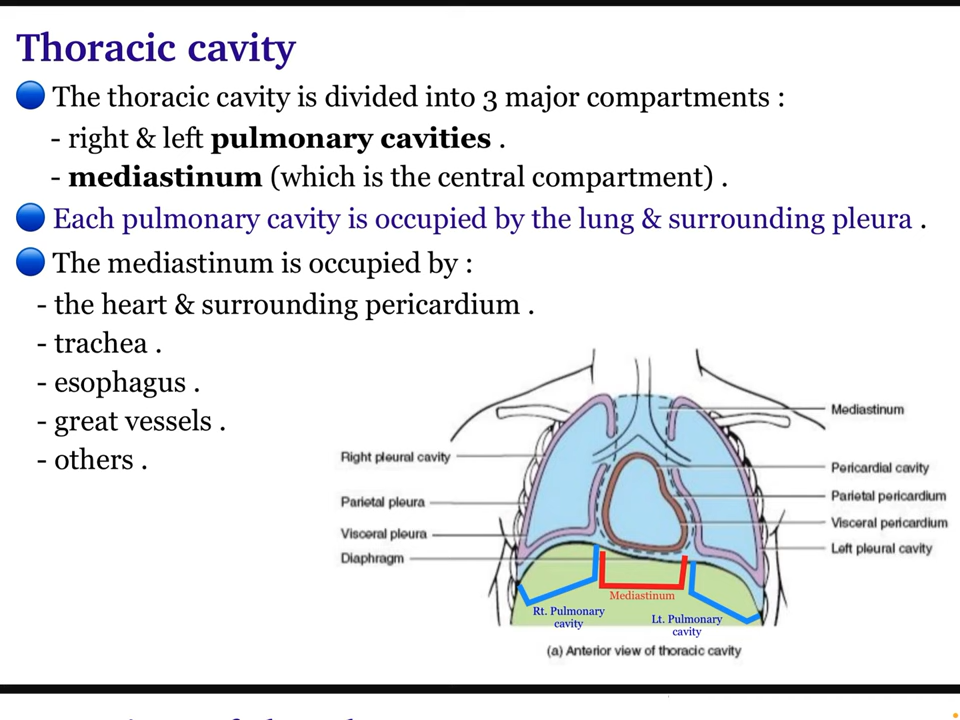 Thoracic cavity
The thoracic cavity is divided into 3 major compartments :
- right & left pulmonary cavities .
- mediastinum (which is the central compartment) .
Each pulmonary cavity is occupied by the lung & surrounding pleura .
The mediastinum is occupied by :
- the heart & surrounding pericardium .
- trachea .
- esophagus .
- great vessels .
- others .
Right pleural cavity
Parietal pleura
Visceral pleura
Diaphragm
Mediastinum
Pericardial cavity
Parietal pericardium
Visceral pericardium
Left pleural cavity
Mediastinum
Rt. Pulmonary
cavity
Lt. Pulmonary
cavity
(a) Anterior view of thoracic cavity